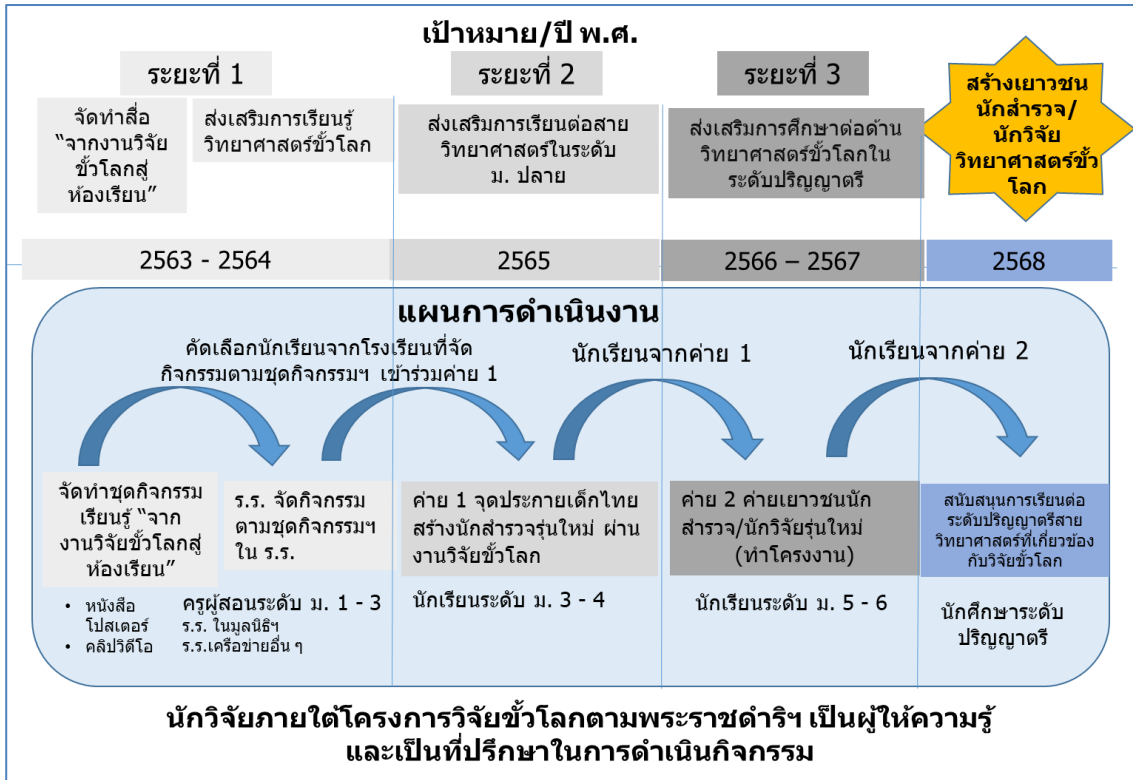 เป้าหมาย/ปี พ.ศ.
ระยะที่ 1
ระยะที่ 2
ระยะที่ 3
จัดทำสื่อ
“จากงานวิจัย
ขั้วโลกสู่
ห้องเรียน”
ส่งเสริมการเรียนรู้
วิทยาศาสตร์ขั้วโลก
ส่งเสริมการเรียนต่อสาย
วิทยาศาสตร์ในระดับ
ม. ปลาย
ส่งเสริมการศึกษาต่อด้าน
วิทยาศาสตร์ขั้วโลกใน
ระดับปริญญาตรี
สร้างเยาวชน
นักสำรวจ/
นักวิจัย
วิทยาศาสตร์ขั้ว
โลก
2563 - 2564
2565
2566 – 2567
2568
แผนการดำเนินงาน
คัดเลือกนักเรียนจากโรงเรียนที่จัด
กิจกรรมตามชุดกิจกรรมฯ เข้าร่วมค่าย 1
นักเรียนจากค่าย 1
นักเรียนจากค่าย 2
จัดทำชุดกิจกรรม
เรียนรู้ “จาก
งานวิจัยขั้วโลกสู่
ห้องเรียน”
ร.ร. จัดกิจกรรม
ตามชุดกิจกรรมฯ
ใน ร.ร.
ค่าย 1 จุดประกายเด็กไทย
สร้างนักสำรวจรุ่นใหม่ ผ่าน
งานวิจัยขั้วโลก
ค่าย 2 ค่ายเยาวชนนัก
สำรวจ/นักวิจัยรุ่นใหม่
(ทำโครงงาน)
สนับสนุนการเรียนต่อ
ระดับปริญญาตรีสาย
วิทยาศาสตร์ที่เกี่ยวข้อง
กับวิจัยขั้วโลก
• หนังสือ
โปสเตอร์
• คลิปวิดีโอ
ครูผู้สอนระดับ ม. 1 - 3
ร.ร. ในมูลนิธิฯ
ร.ร.เครือข่ายอื่น ๆ
นักเรียนระดับ ม. 3 - 4
นักเรียนระดับ ม. 5 - 6
นักศึกษาระดับ
ปริญญาตรี
นักวิจัยภายใต้โครงการวิจัยขั้วโลกตามพระราชดำริฯ เป็นผู้ให้ความรู้
และเป็นที่ปรึกษาในการดำเนินกิจกรรม